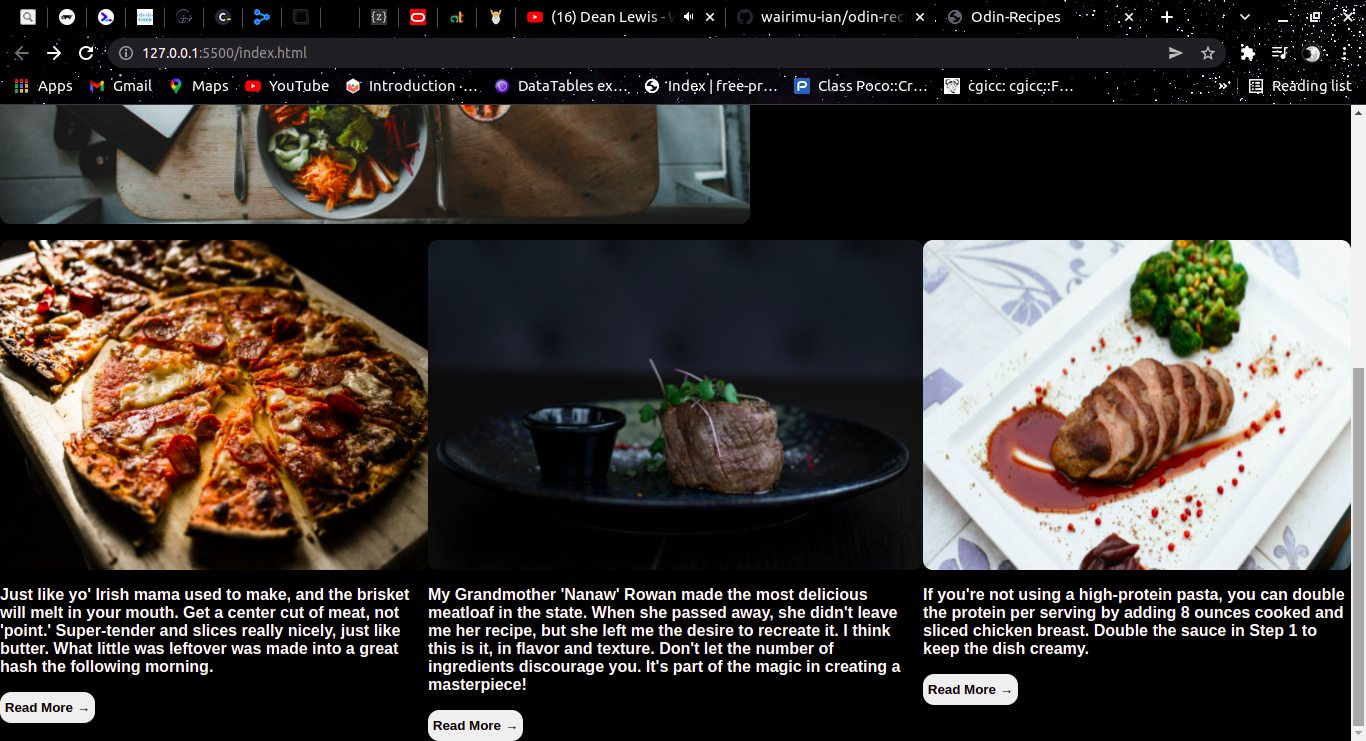 (16) Dean Lewis - W
wairimu-ian/odin-reci
Odin-Recipes
127.0.0.1:5500/index.html
Apps
Gmail
Maps
YouTube
Introduction -…
DataTables ex…
Index | free-pr…
Class Poco::Cr…
cgicc: cgicc::F…
»
Reading list
Just like yo' Irish mama used to make, and the brisket
will melt in your mouth. Get a center cut of meat, not
'point.' Super-tender and slices really nicely, just like
butter. What little was leftover was made into a great
hash the following morning.
Read More →
My Grandmother 'Nanaw' Rowan made the most delicious
meatloaf in the state. When she passed away, she didn't leave
me her recipe, but she left me the desire to recreate it. I think
this is it, in flavor and texture. Don't let the number of
ingredients discourage you. It's part of the magic in creating a
masterpiece!
Read More →
If you're not using a high-protein pasta, you can double
the protein per serving by adding 8 ounces cooked and
sliced chicken breast. Double the sauce in Step 1 to
keep the dish creamy.
Read More →